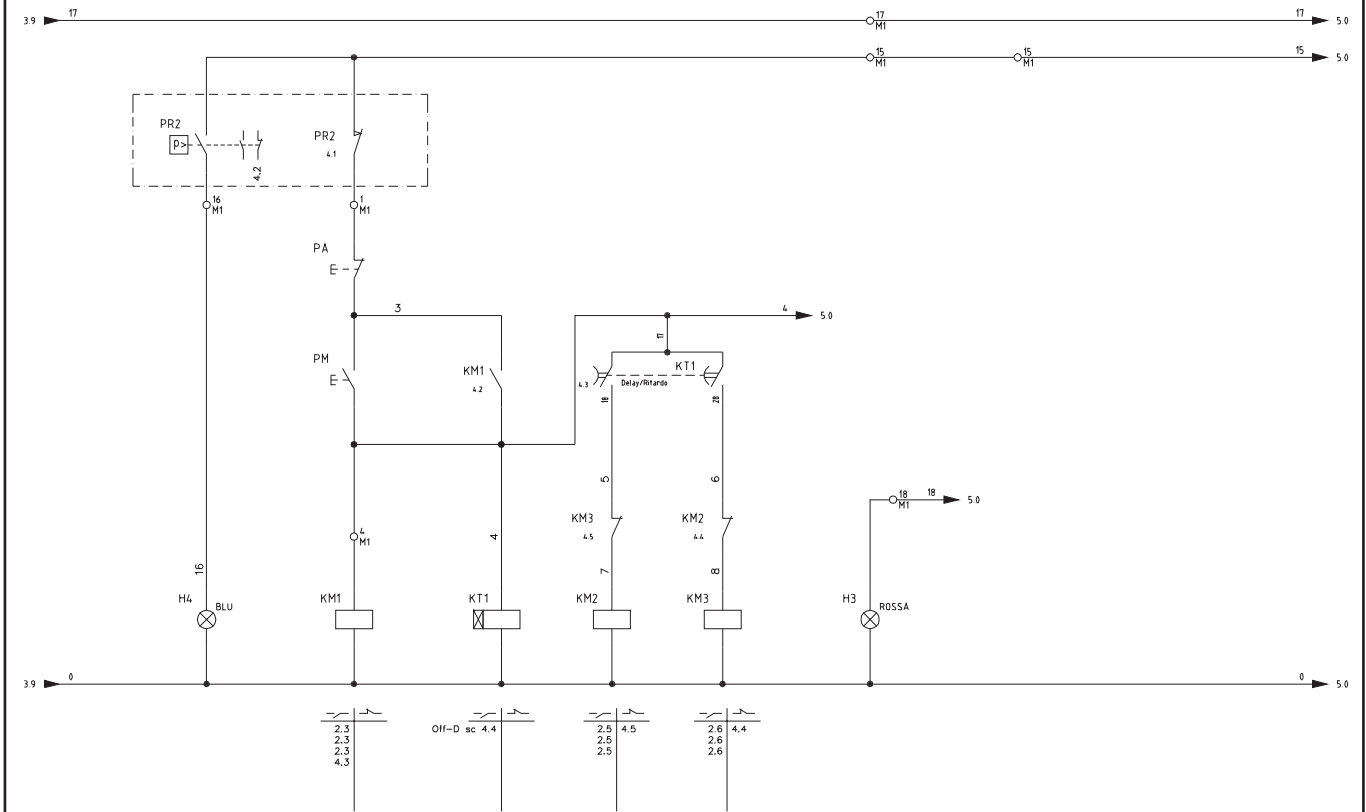 3.9 17 17 M1 17 5.0
15 M1 15 M1 15 5.0
PR2 P> 4.2 PR2 4.1
16 M1 1 M1
PA
3 4 5.0
17
PM KM1 4.2 4.3 Delay/Ritardo KT1
18 28
5 6
18 M1 18 5.0
KM3 4.5 KM2 4.4
4 M1 4
16 7 8
H4 BLU KM1 KT1 KM2 KM3 H3 ROSSA
3.9 0 0 5.0
2.3 Off-D sc 4.4 2.5 4.5 2.6 4.4
2.3 2.5 2.6
2.3 2.5 2.6
4.3